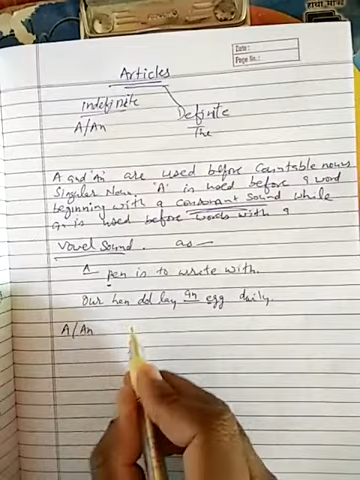 Date:
Page No.:
Articles
Indefinite
Definite
A/An
The
A and 'An' are used before Countable nouns
Singular Noun, 'A' is used before a word
beginning with a consonant sound while
an is used before words with a
Vowel Sound. as —
A pen is to write with.
Our hen dd lay an egg daily.
A/An